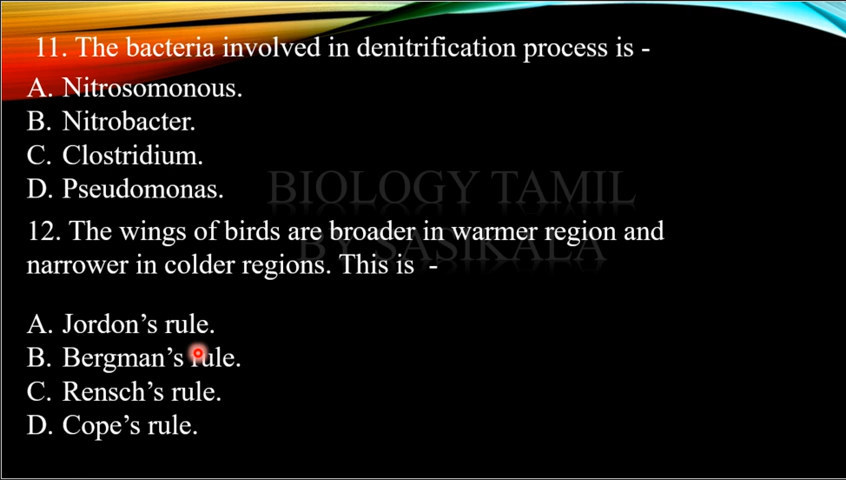 11. The bacteria involved in denitrification process is -
A. Nitrosomonous.
B. Nitrobacter.
C. Clostridium.
D. Pseudomonas.
BIOLOGY TAMIL
12. The wings of birds are broader in warmer region and
BY SASIKALA
narrower in colder regions. This is -
A. Jordon's rule.
B. Bergman's rule.
C. Rensch's rule.
D. Cope's rule.